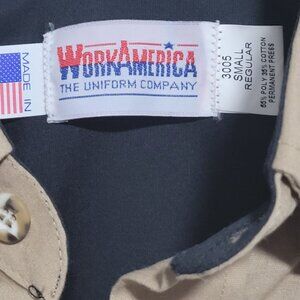 MADE IN
WORKAMERICA
THE UNIFORM COMPANY
3005
SMALL
REGULAR
65% POLY 35% COTTON
PERMANENT PRESS